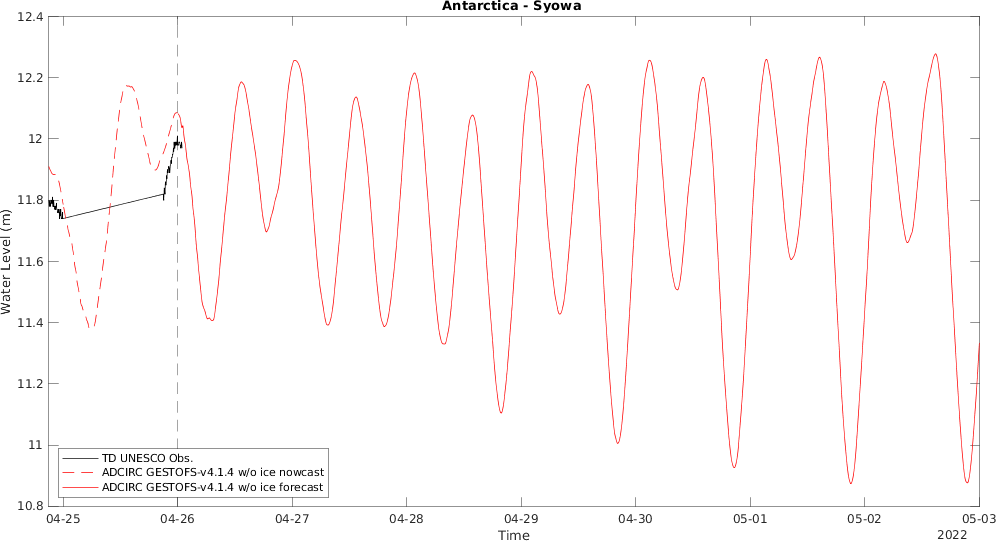 Antarctica - Syowa
12.4
12.2
12
11.8
11.6
11.4
11.2
11
10.8
Water Level (m)
TD UNESCO Obs.
ADCIRC GESTOFS-v4.1.4 w/o ice nowcast
ADCIRC GESTOFS-v4.1.4 w/o ice forecast
04-25 04-26 04-27 04-28 04-29 04-30 05-01 05-02 05-03
Time
2022